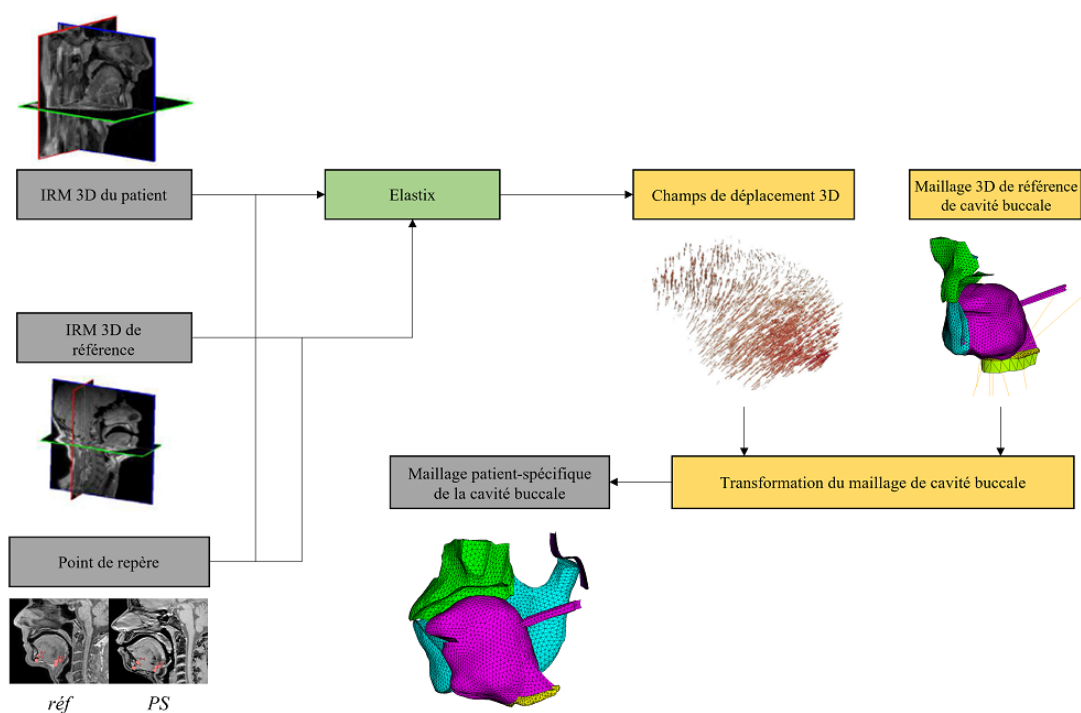 IRM 3D du patient
Elastix
Champs de déplacement 3D
Maillage 3D de référence
de cavité buccale
IRM 3D de
référence
Maillage patient-spécifique
de la cavité buccale
Transformation du maillage de cavité buccale
Point de repère
réf
PS